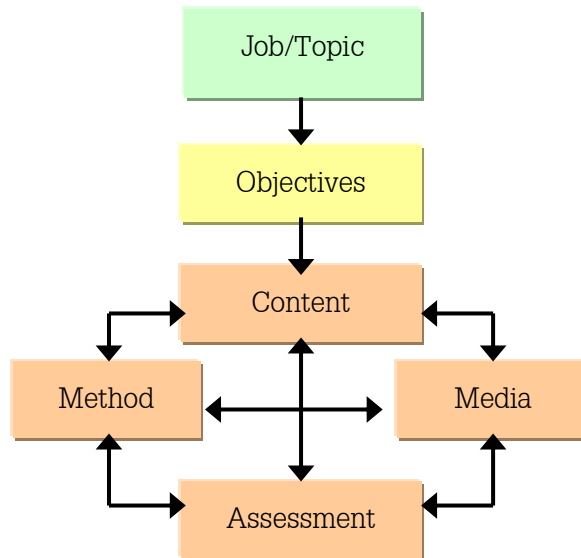 Job/Topic
Objectives
Content
Method
Media
Assessment